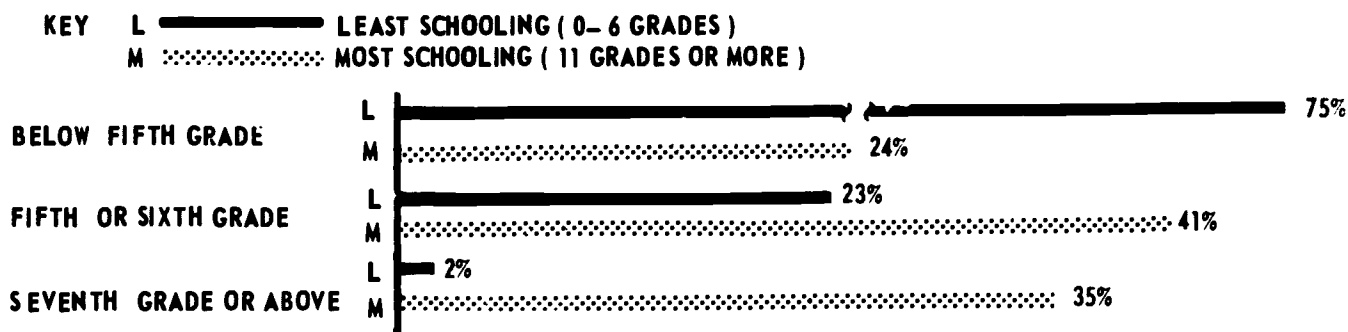 KEY L LEAST SCHOOLING ( 0-6 GRADES )
M MOST SCHOOLING ( 11 GRADES OR MORE )
BELOW FIFTH GRADE
L 75%
M 24%
FIFTH OR SIXTH GRADE
L 23%
M 41%
SEVENTH GRADE OR ABOVE
L 2%
M 35%